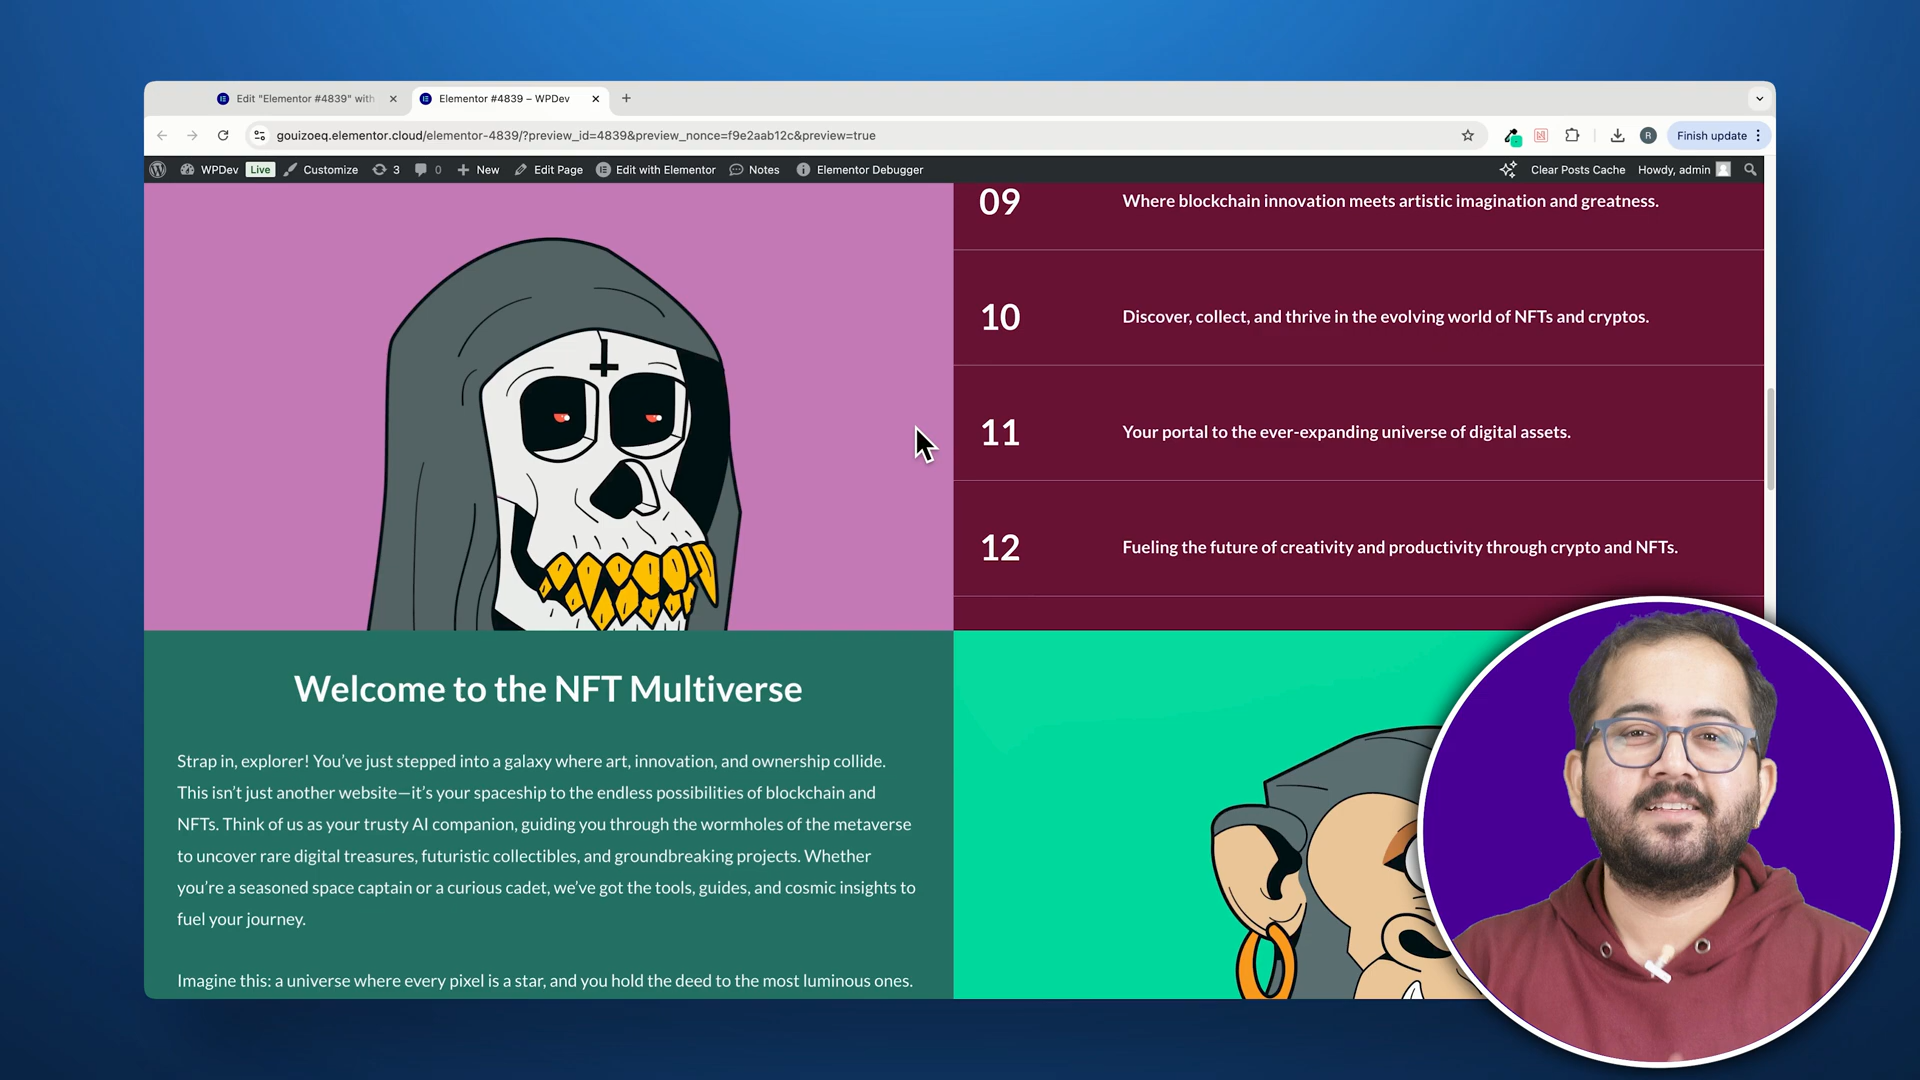 Edit "Elementor #4839" with
Elementor #4839 – WPDev
gouizoeq.elementor.cloud/elementor-4839/?preview_id=4839&preview_nonce=f9e2aab12c&preview=true
R
Finish update
WPDev
Live
Customize
3
0
New
Edit Page
Edit with Elementor
Notes
Elementor Debugger
Clear Posts Cache
Howdy, admin
09
Where blockchain innovation meets artistic imagination and greatness.
10
Discover, collect, and thrive in the evolving world of NFTs and cryptos.
11
Your portal to the ever-expanding universe of digital assets.
12
Fueling the future of creativity and productivity through crypto and NFTs.
Welcome to the NFT Multiverse
Strap in, explorer! You’ve just stepped into a galaxy where art, innovation, and ownership collide.
This isn’t just another website—it’s your spaceship to the endless possibilities of blockchain and
NFTs. Think of us as your trusty AI companion, guiding you through the wormholes of the metaverse
to uncover rare digital treasures, futuristic collectibles, and groundbreaking projects. Whether
you’re a seasoned space captain or a curious cadet, we’ve got the tools, guides, and cosmic insights to
fuel your journey.
Imagine this: a universe where every pixel is a star, and you hold the deed to the most luminous ones.